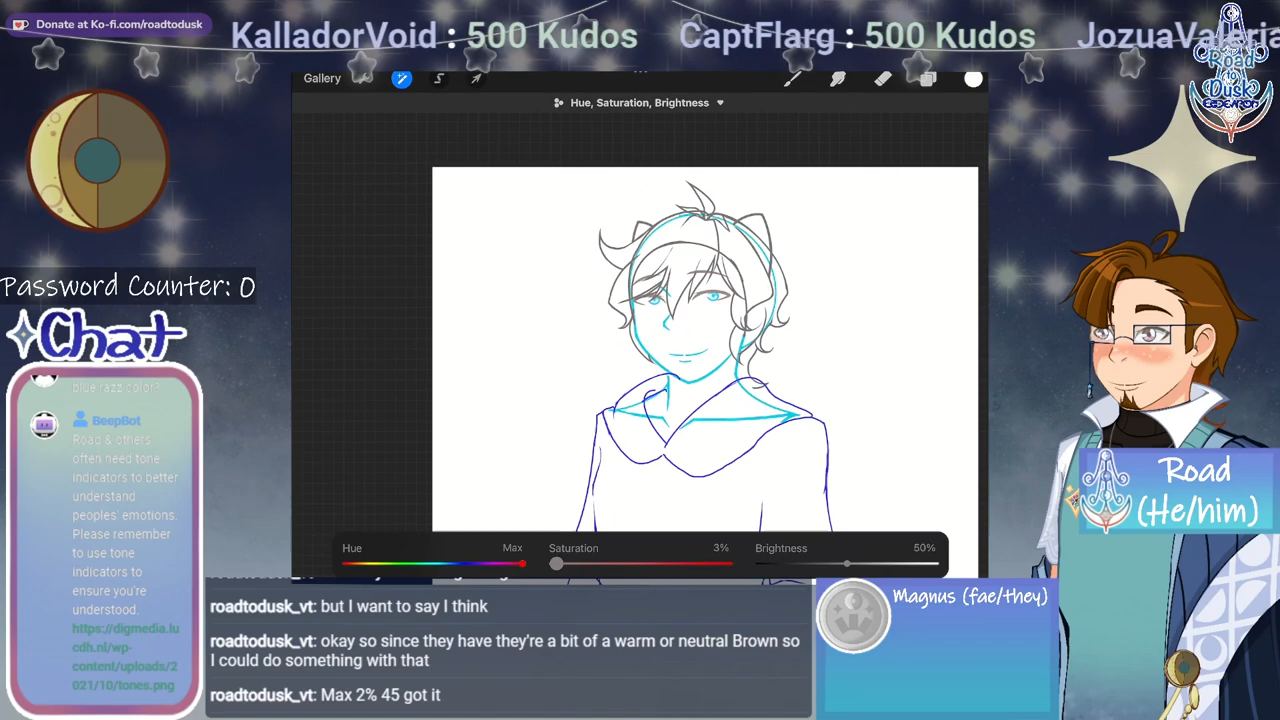 Donate at Ko-fi.com/roadtodusk
KalladorVoid : 500 Kudos CaptFlarg : 500 Kudos JozuaValeria
Road
to
Dusk
Gallery
Hue, Saturation, Brightness
Password Counter: 0
Chat
blue razz color?
BeepBot
Road & others
often need tone
indicators to better
understand
peoples' emotions.
Please remember
to use tone
indicators to
ensure you're
understood.
https://digmedia.lu
cdh.nl/wp-
content/uploads/2
021/10/tones.png
Hue Max Saturation 3% Brightness 50%
roadtodusk_vt: but I want to say I think
roadtodusk_vt: okay so since they have they're a bit of a warm or neutral Brown so
I could do something with that
roadtodusk_vt: Max 2% 45 got it
Magnus (fae/they)
Road
(He/him)